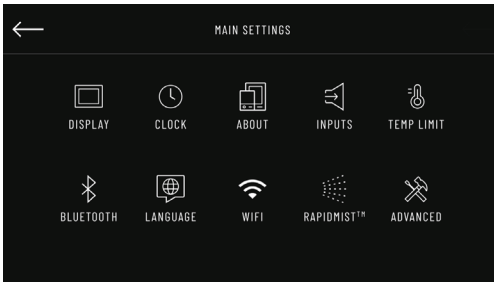 MAIN SETTINGS
DISPLAY CLOCK ABOUT INPUTS TEMP LIMIT
BLUETOOTH LANGUAGE WIFI RAPIDMIST™ ADVANCED